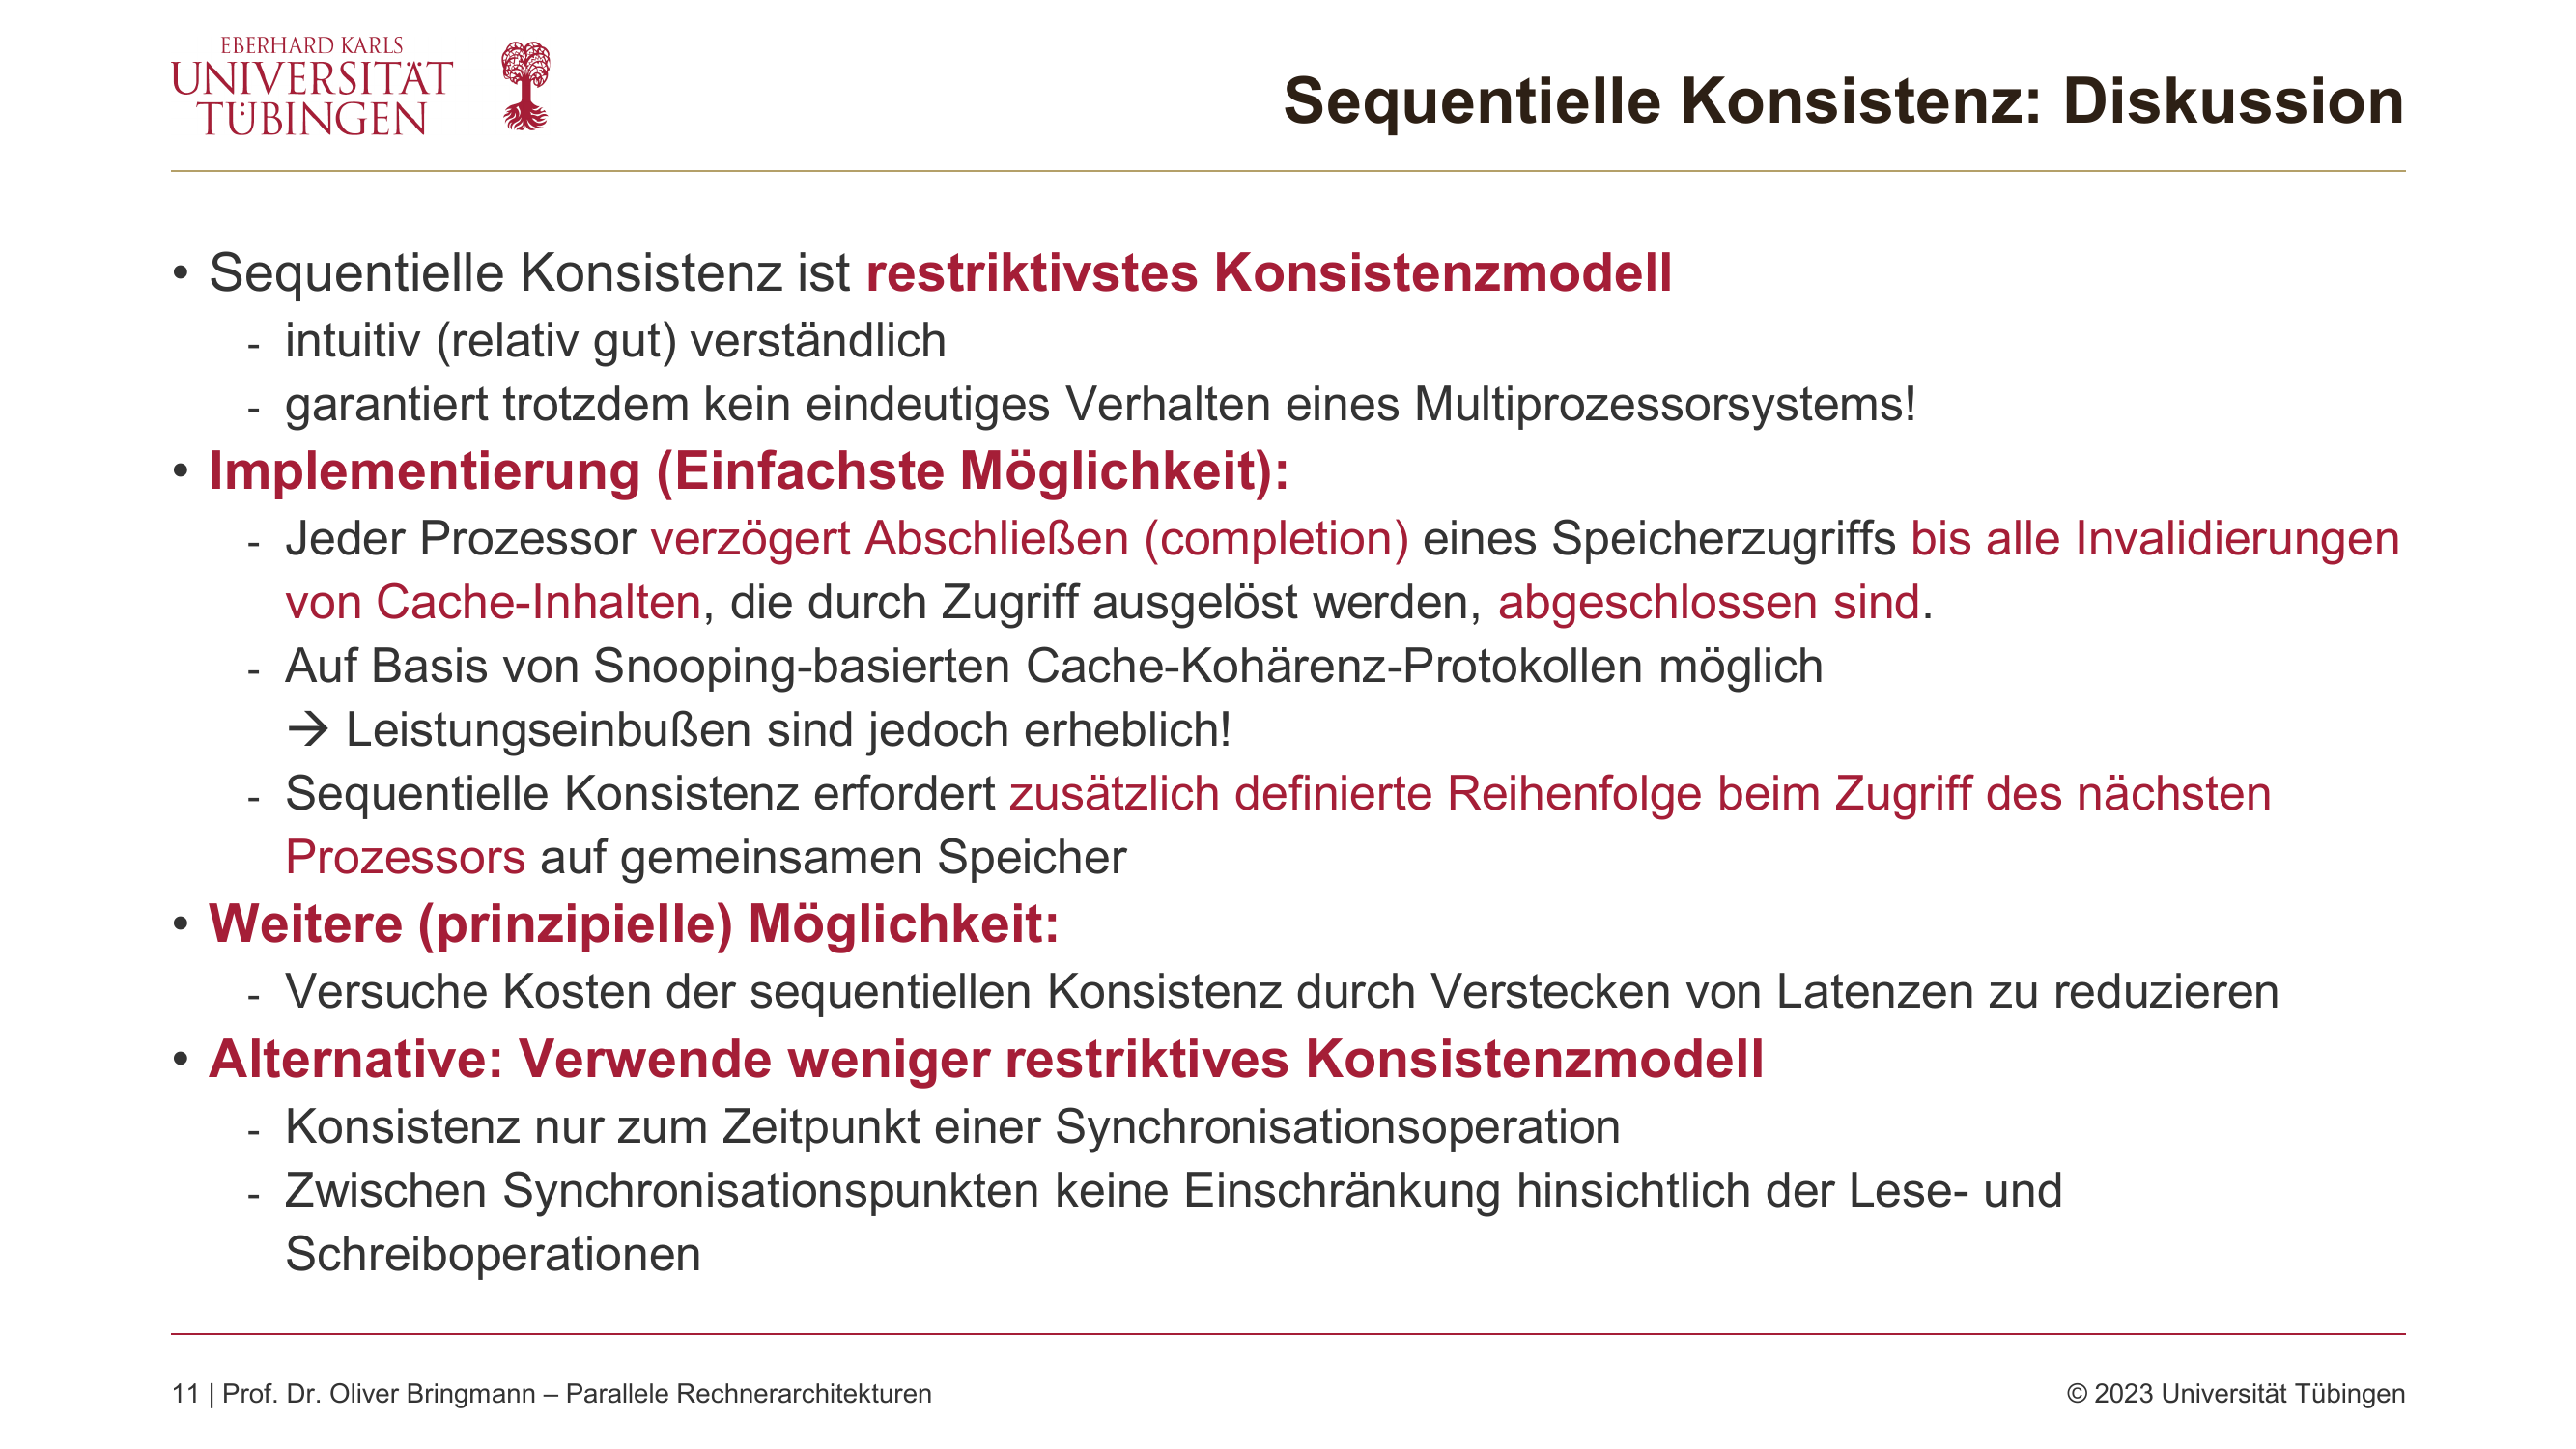 EBERHARD KARLS
UNIVERSITÄT
TÜBINGEN
Sequentielle Konsistenz: Diskussion
• Sequentielle Konsistenz ist restriktivstes Konsistenzmodell
- intuitiv (relativ gut) verständlich
- garantiert trotzdem kein eindeutiges Verhalten eines Multiprozessorsystems!
• Implementierung (Einfachste Möglichkeit):
- Jeder Prozessor verzögert Abschließen (completion) eines Speicherzugriffs bis alle Invalidierungen
von Cache-Inhalten, die durch Zugriff ausgelöst werden, abgeschlossen sind.
- Auf Basis von Snooping-basierten Cache-Kohärenz-Protokollen möglich
→ Leistungseinbußen sind jedoch erheblich!
- Sequentielle Konsistenz erfordert zusätzlich definierte Reihenfolge beim Zugriff des nächsten
Prozessors auf gemeinsamen Speicher
• Weitere (prinzipielle) Möglichkeit:
- Versuche Kosten der sequentiellen Konsistenz durch Verstecken von Latenzen zu reduzieren
• Alternative: Verwende weniger restriktives Konsistenzmodell
- Konsistenz nur zum Zeitpunkt einer Synchronisationsoperation
- Zwischen Synchronisationspunkten keine Einschränkung hinsichtlich der Lese- und
Schreiboperationen
11 | Prof. Dr. Oliver Bringmann – Parallele Rechnerarchitekturen
© 2023 Universität Tübingen